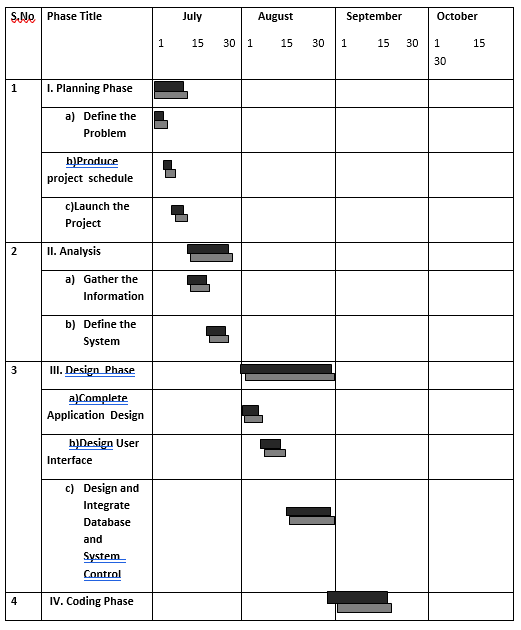 S.No Phase Title July August September October
1 15 30 1 15 30 1 15 30 1 15
30
1 I. Planning Phase
a) Define the
Problem
b)Produce
project schedule
c)Launch the
Project
2 II. Analysis
a) Gather the
Information
b) Define the
System
3 III. Design Phase
a)Complete
Application Design
b)Design User
Interface
c) Design and
Integrate
Database
and
System
Control
4 IV. Coding Phase